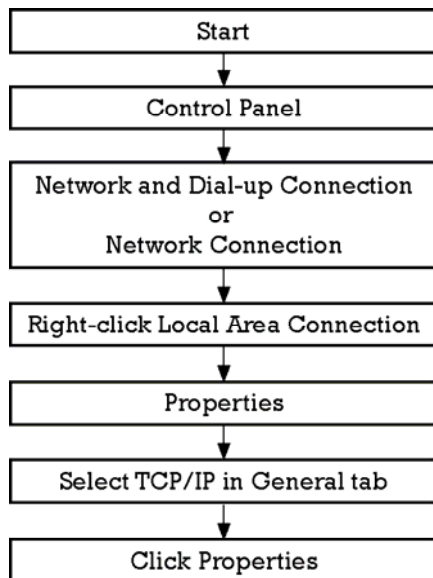 Start
Control Panel
Network and Dial-up Connection
or
Network Connection
Right-click Local Area Connection
Properties
Select TCP/IP in General tab
Click Properties